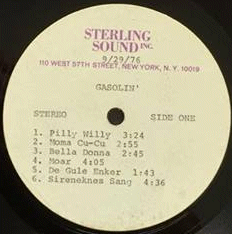 STERLING
SOUND INC.
9/29/76
110 WEST 57TH STREET, NEW YORK, N. Y. 10019
GASOLIN'
STEREO SIDE ONE
1. Pilly Willy 3:24
2. Moma Cu-Cu 2:55
3. Bella Donna 2:45
4. Noar 4:05
5. De Gule Enker 1:43
6. Sireneknes Sang 4:36